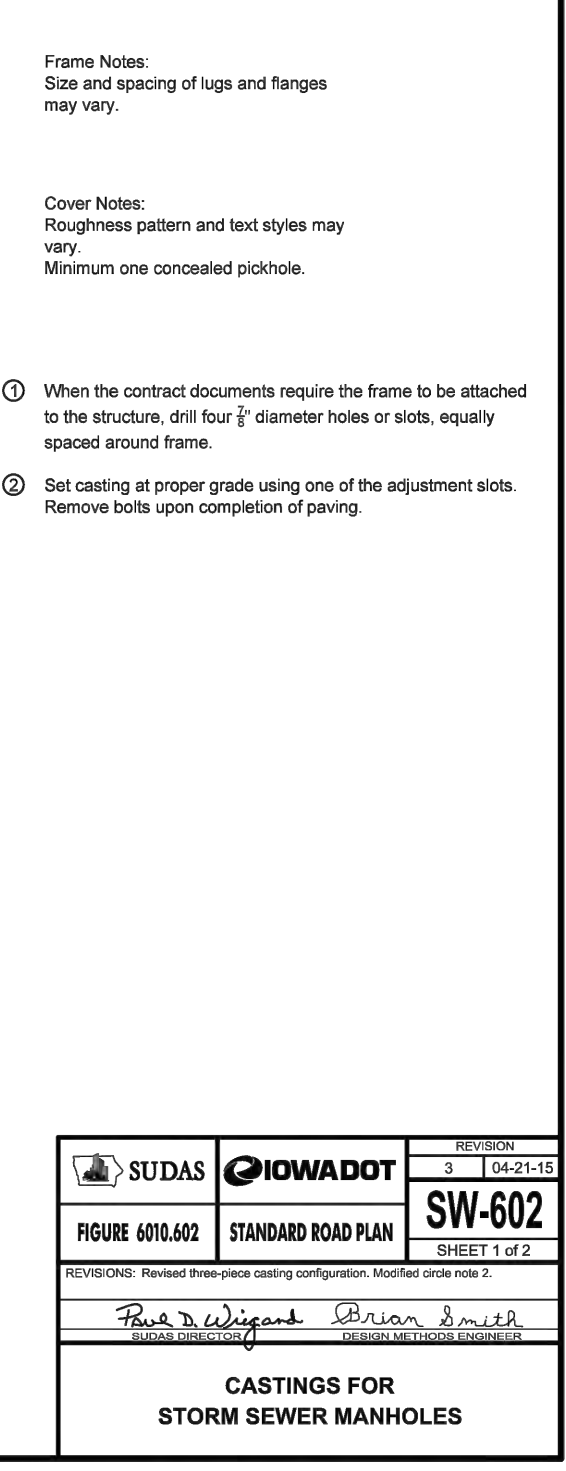 Frame Notes:
Size and spacing of lugs and flanges
may vary.
Cover Notes:
Roughness pattern and text styles may
vary.
Minimum one concealed pickhole.
① When the contract documents require the frame to be attached
to the structure, drill four 7/8" diameter holes or slots, equally
spaced around frame.
② Set casting at proper grade using one of the adjustment slots.
Remove bolts upon completion of paving.
SUDAS
IOWADOT
REVISION
3 04-21-15
FIGURE 6010.602
STANDARD ROAD PLAN
SW-602
SHEET 1 of 2
REVISIONS: Revised three-piece casting configuration. Modified circle note 2.
Paul D. Wiegand Brian Smith
SUDAS DIRECTOR DESIGN METHODS ENGINEER
CASTINGS FOR
STORM SEWER MANHOLES